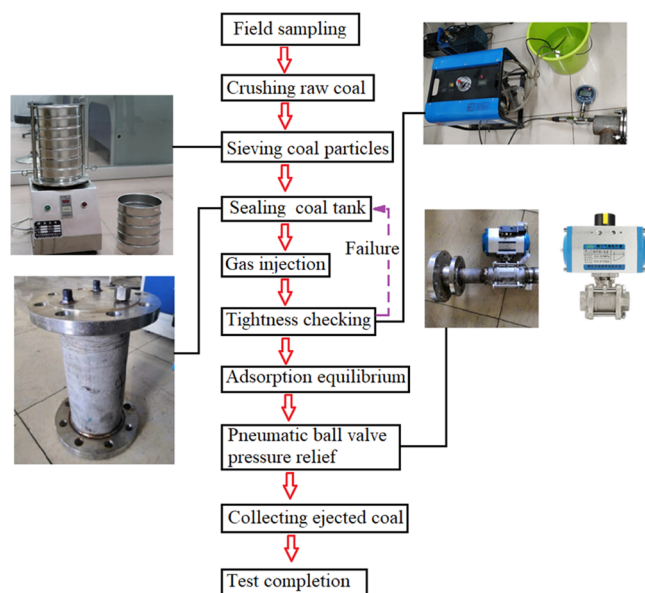 Field sampling
Crushing raw coal
Sieving coal particles
Sealing coal tank
Failure
Gas injection
Tightness checking
Adsorption equilibrium
Pneumatic ball valve
pressure relief
Collecting ejected coal
Test completion